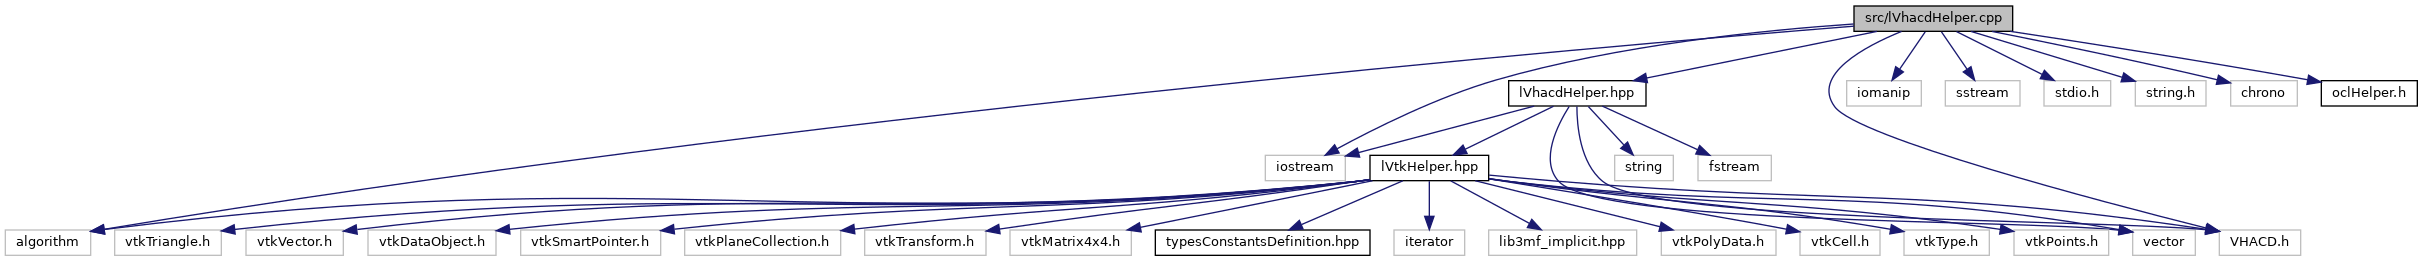 src/lVhacdHelper.cpp
lVhacdHelper.hpp
iomanip
sstream
stdio.h
string.h
chrono
oclHelper.h
iostream
lVtkHelper.hpp
string
fstream
algorithm
vtkTriangle.h
vtkVector.h
vtkDataObject.h
vtkSmartPointer.h
vtkPlaneCollection.h
vtkTransform.h
vtkMatrix4x4.h
typesConstantsDefinition.hpp
iterator
lib3mf_implicit.hpp
vtkPolyData.h
vtkCell.h
vtkType.h
vtkPoints.h
vector
VHACD.h